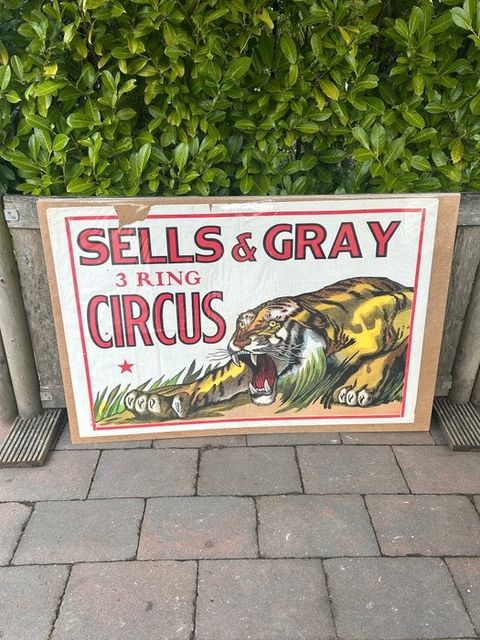 SELLS & GRAY
3 RING
CIRCUS